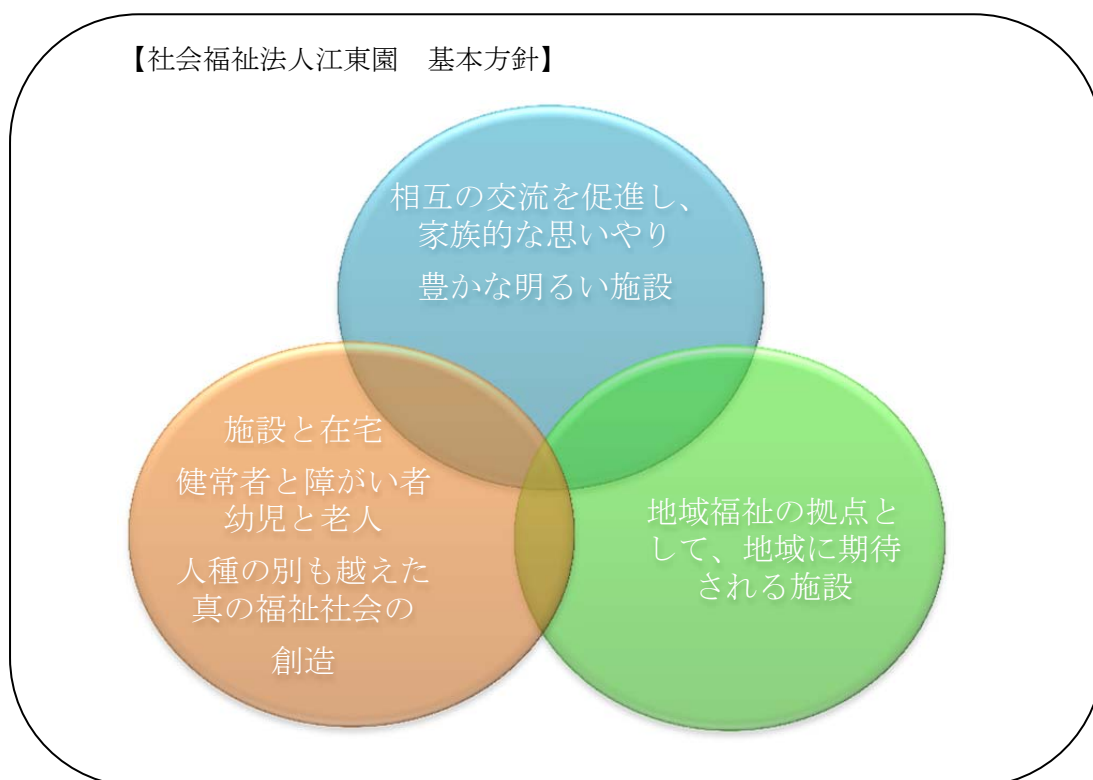 【社会福祉法人江東園　基本方針】
相互の交流を促進し、
家族的な思いやり
豊かな明るい施設
施設と在宅
健常者と障がい者
幼児と老人
人種の別も越えた
真の福祉社会の
創造
地域福祉の拠点と
して、地域に期待
される施設